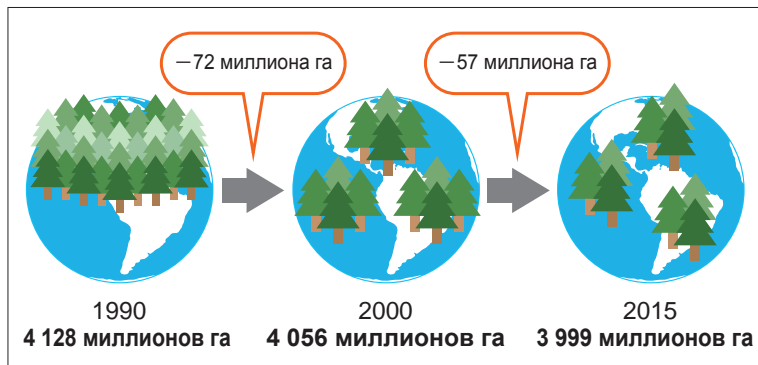 —72 миллиона га
—57 миллиона га
1990
4 128 миллионов га
2000
4 056 миллионов га
2015
3 999 миллионов га